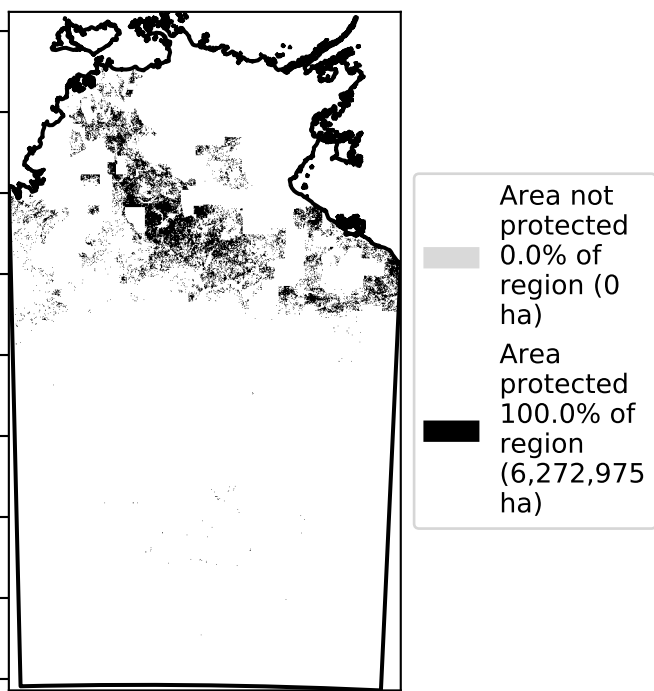 Area not
protected
0.0% of
region (0
ha)
Area
protected
100.0% of
region
(6,272,975
ha)